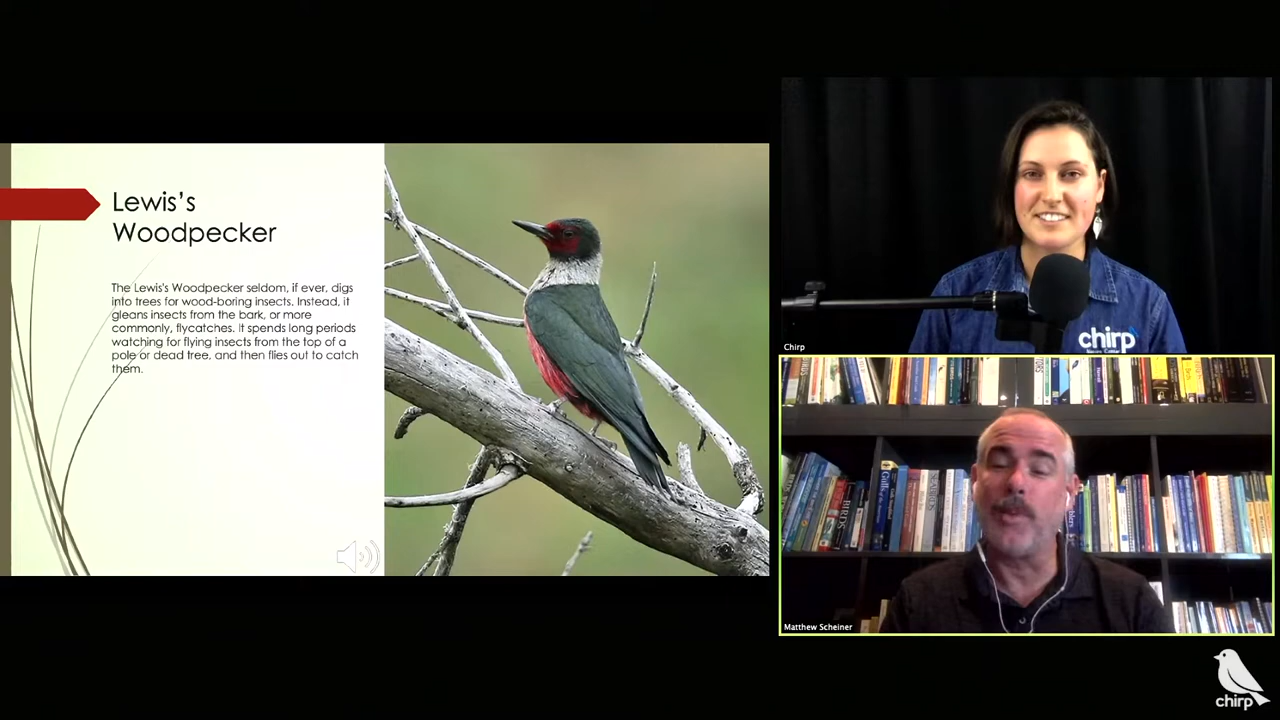 Lewis's
Woodpecker
The Lewis's Woodpecker seldom, if ever, digs
into trees for wood-boring insects. Instead, it
gleans insects from the bark, or more
commonly, flycatches. It spends long periods
watching for flying insects from the top of a
pole or dead tree, and then flies out to catch
them.
chirp
Chirp
BIRDS
Matthew Scheiner
chirp